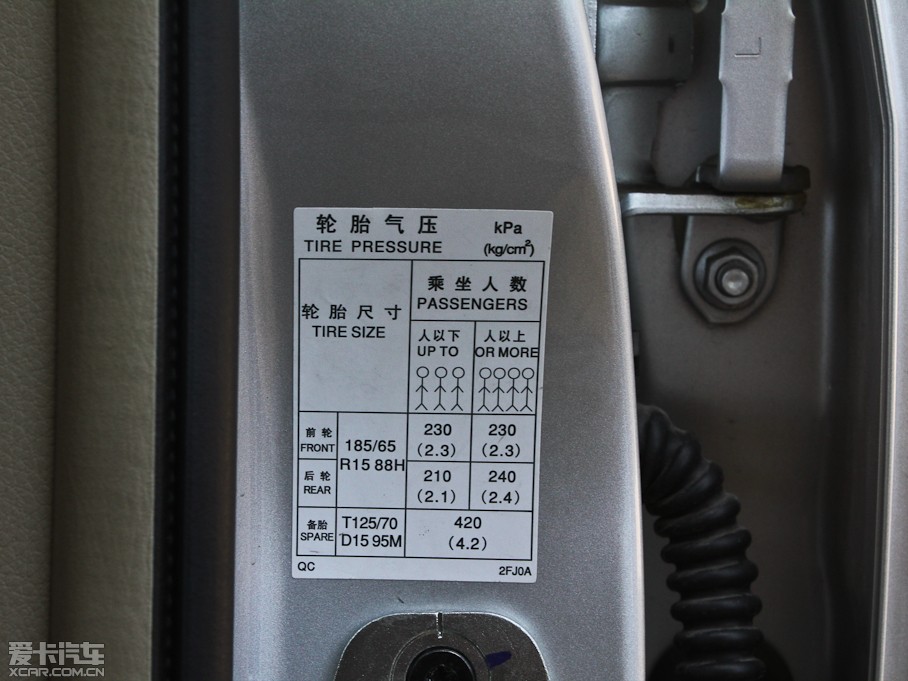 轮胎气压 kPa
TIRE PRESSURE (kg/cm²)
轮胎尺寸
TIRE SIZE
乘坐人数
PASSENGERS
人以下
UP TO
人以上
OR MORE
前轮
FRONT
185/65
R15 88H
230
(2.3)
230
(2.3)
后轮
REAR
210
(2.1)
240
(2.4)
备胎
SPARE
T125/70
D15 95M
420
(4.2)
QC 2FJ0A
L
爱卡汽车
XCAR.COM.CN